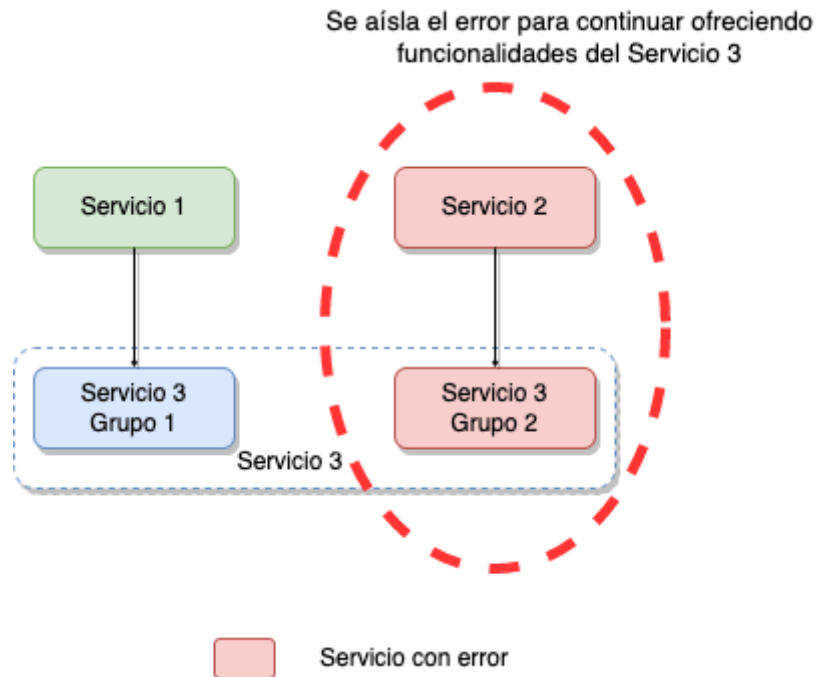 Se aísla el error para continuar ofreciendo
funcionalidades del Servicio 3
Servicio 1
Servicio 2
Servicio 3
Grupo 1
Servicio 3
Grupo 2
Servicio 3
Servicio con error